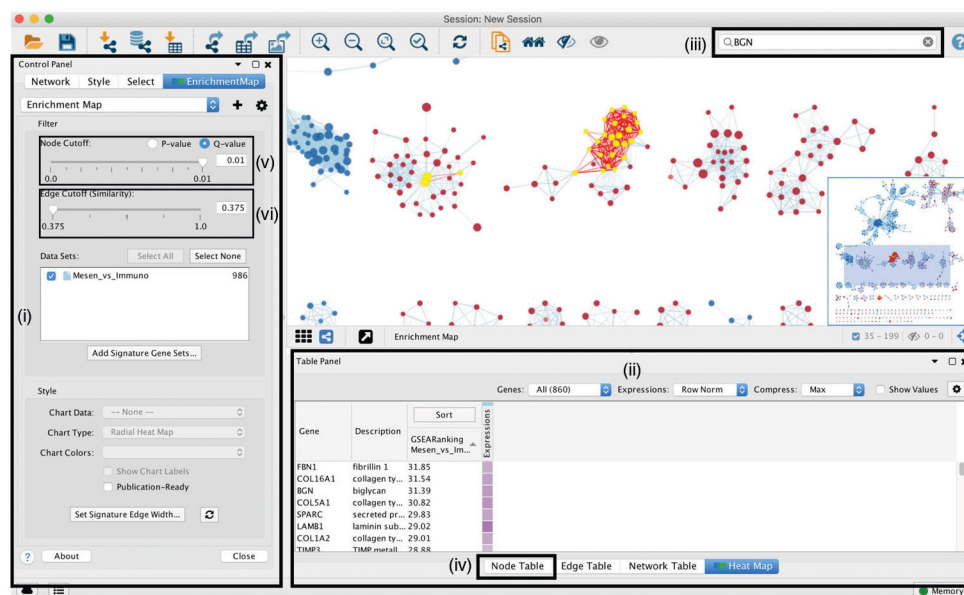 Session: New Session
(iii)
BGN
?
Control Panel
Network Style Select EnrichmentMap
Enrichment Map
Filter
Node Cutoff: P-value Q-value
0.01
0.0 0.01
(v)
Edge Cutoff (Similarity):
0.375
0.375 1.0
(vi)
Data Sets: Select All Select None
Mesen_vs_Immuno 986
(i)
Add Signature Gene Sets...
Style
Chart Data: -- None --
Chart Type: Radial Heat Map
Chart Colors:
Show Chart Labels
Publication-Ready
Set Signature Edge Width...
? About Close
Enrichment Map 35 - 199 0 - 0
Table Panel
(ii)
Genes: All (860) Expressions: Row Norm Compress: Max Show Values
Sort
Gene Description GSEARanking Expressions
Mesen_vs_Im...
FBN1 fibrillin 1 31.85
COL16A1 collagen ty... 31.54
BGN biglycan 31.39
COL5A1 collagen ty... 30.82
SPARC secreted pr... 29.83
LAMB1 laminin sub... 29.02
COL1A2 collagen ty... 29.01
TIMP3 TIMP metall... 28.88
(iv)
Node Table Edge Table Network Table Heat Map
Memory